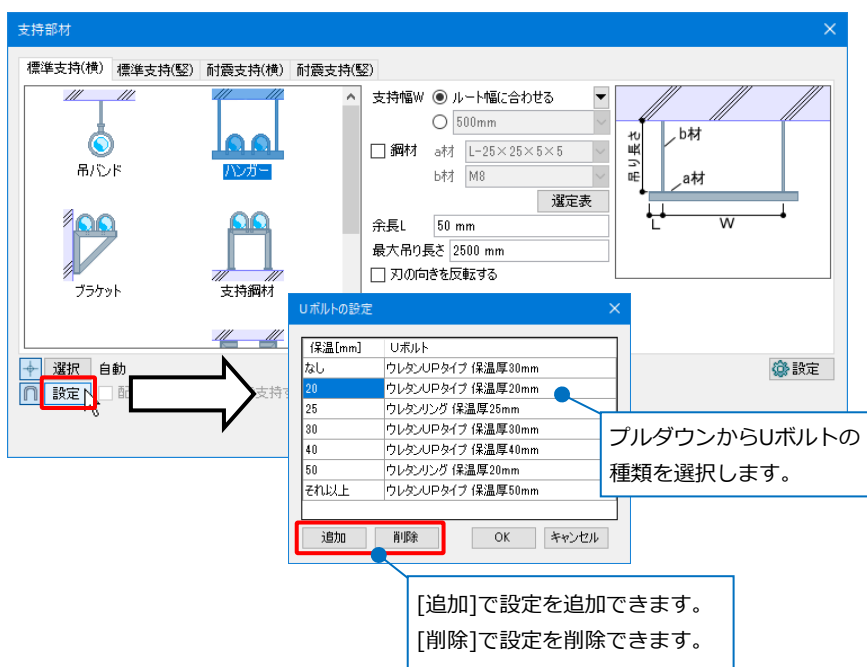 支持部材
標準支持(横) 標準支持(竪) 耐震支持(横) 耐震支持(竪)
吊バンド
ハンガー
ブラケット
支持鋼材
支持幅W ルート幅に合わせる
500mm
鋼材 a材 L-25×25×5×5
b材 M8
選定表
余長L 50 mm
最大吊り長さ 2500 mm
刃の向きを反転する
吊り長さ
b材
a材
L
W
選択 自動
設定 配
支持す
設定
Uボルトの設定
保温[mm] Uボルト
なし ウレタンUPタイプ 保温厚30mm
20 ウレタンUPタイプ 保温厚20mm
25 ウレタンリング 保温厚25mm
30 ウレタンUPタイプ 保温厚30mm
40 ウレタンUPタイプ 保温厚40mm
50 ウレタンリング 保温厚20mm
それ以上 ウレタンUPタイプ 保温厚50mm
追加 削除 OK キャンセル
プルダウンからUボルトの
種類を選択します。
[追加]で設定を追加できます。
[削除]で設定を削除できます。